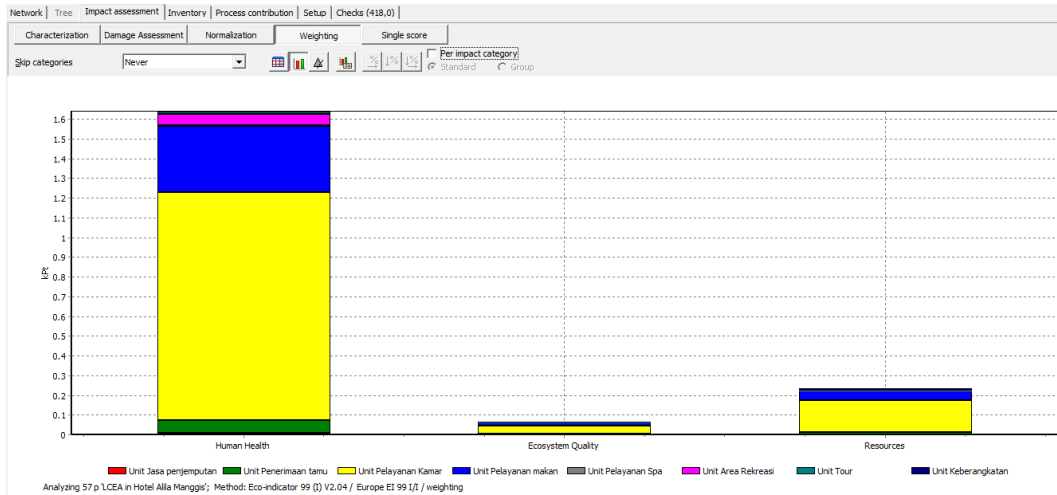 Network Tree Impact assessment Inventory Process contribution Setup Checks (418,0)
Characterization Damage Assessment Normalization Weighting Single score
Skip categories Never Per impact category
Standard Group
1.6
1.5
1.4
1.3
1.2
1.1
1
0.9
kPt
0.8
0.7
0.6
0.5
0.4
0.3
0.2
0.1
0
Human Health Ecosystem Quality Resources
Unit Jasa penjemputan Unit Penerimaan tamu Unit Pelayanan Kamar Unit Pelayanan makan Unit Pelayanan Spa Unit Area Rekreasi Unit Tour Unit Keberangkatan
Analyzing 57 p 'LCEA in Hotel Alila Manggis'; Method: Eco-indicator 99 (I) V2.04 / Europe EI 99 I/I / weighting